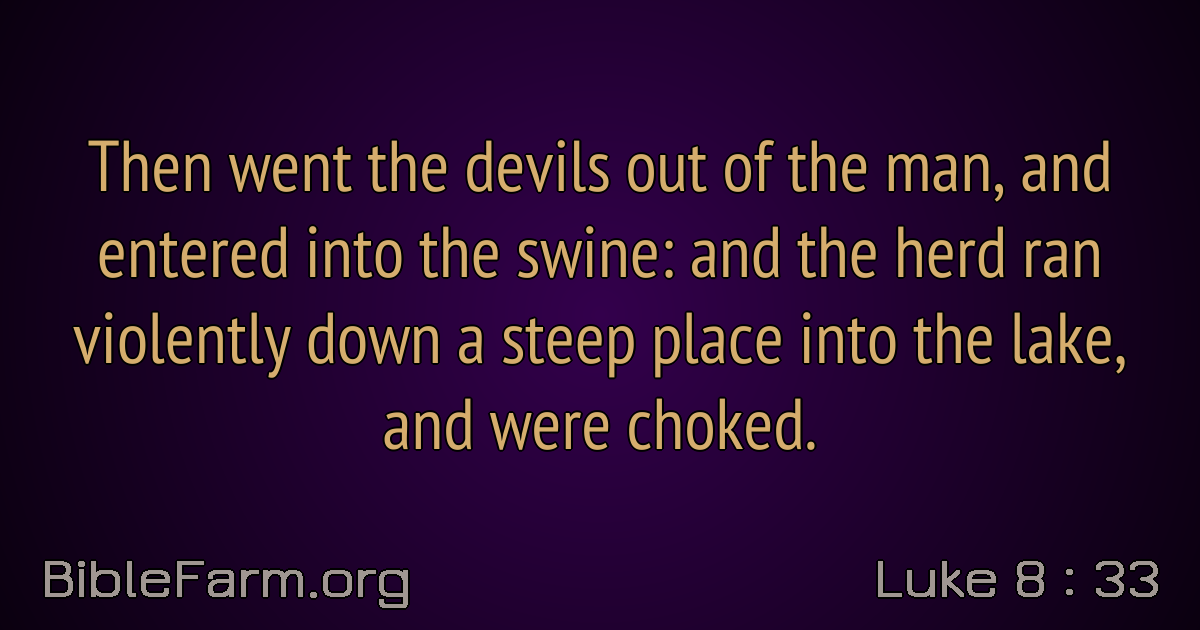 Then went the devils out of the man, and
entered into the swine: and the herd ran
violently down a steep place into the lake,
and were choked.
BibleFarm.org
Luke 8 : 33